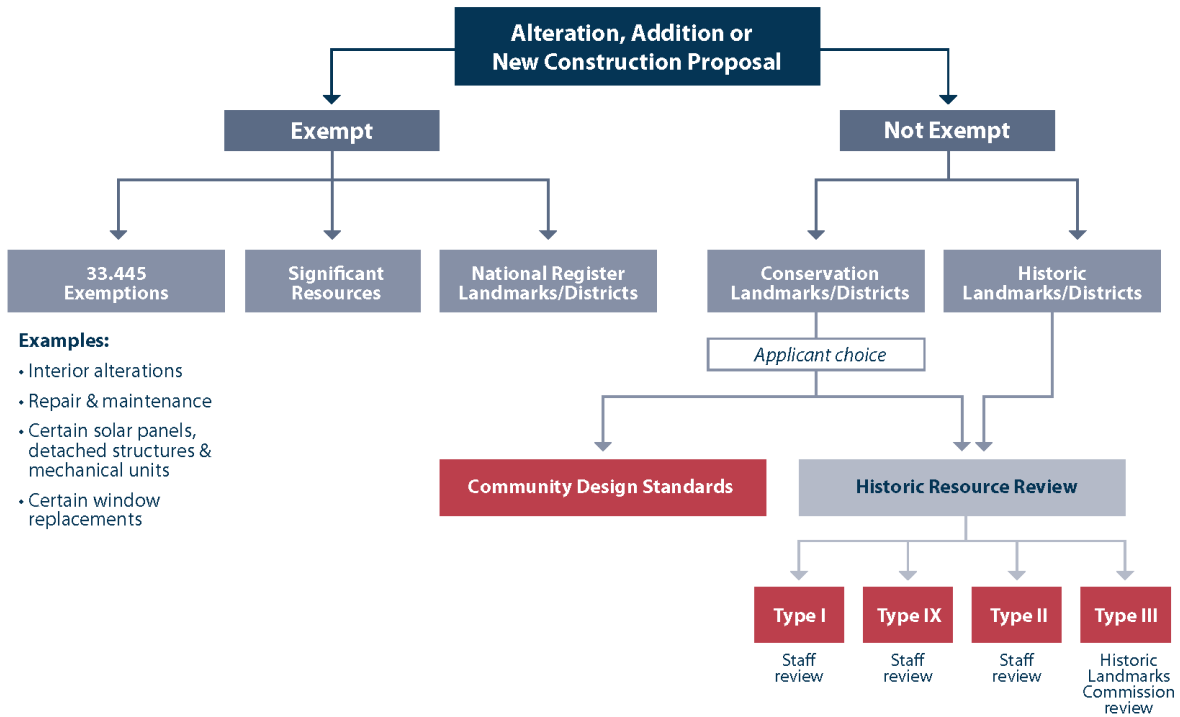 Alteration, Addition or
New Construction Proposal
Exempt
Not Exempt
33.445
Exemptions
Significant
Resources
National Register
Landmarks/Districts
Conservation
Landmarks/Districts
Historic
Landmarks/Districts
Examples:
• Interior alterations
• Repair & maintenance
• Certain solar panels,
detached structures &
mechanical units
• Certain window
replacements
Applicant choice
Community Design Standards
Historic Resource Review
Type I
Staff
review
Type IX
Staff
review
Type II
Staff
review
Type III
Historic
Landmarks
Commission
review